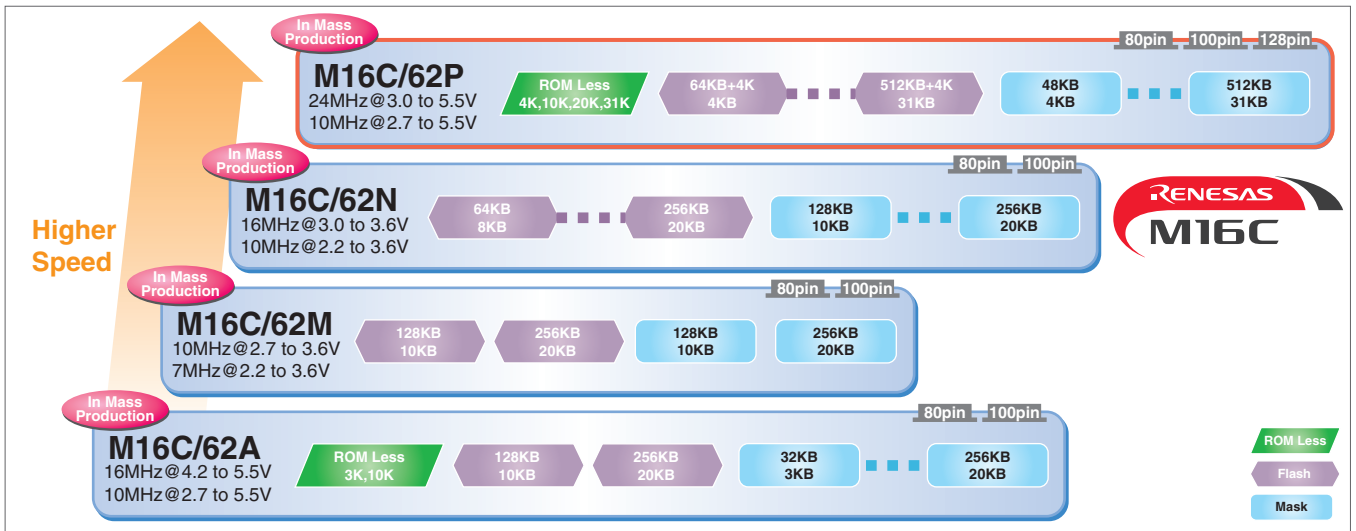 In Mass
Production
80pin 100pin 128pin
M16C/62P
24MHz@3.0 to 5.5V
10MHz@2.7 to 5.5V
ROM Less
4K,10K,20K,31K
64KB+4K
4KB
512KB+4K
31KB
48KB
4KB
512KB
31KB
In Mass
Production
80pin 100pin
M16C/62N
16MHz@3.0 to 3.6V
10MHz@2.2 to 3.6V
64KB
8KB
256KB
20KB
128KB
10KB
256KB
20KB
RENESAS
M16C
Higher
Speed
In Mass
Production
80pin 100pin
M16C/62M
10MHz@2.7 to 3.6V
7MHz@2.2 to 3.6V
128KB
10KB
256KB
20KB
128KB
10KB
256KB
20KB
In Mass
Production
80pin 100pin
M16C/62A
16MHz@4.2 to 5.5V
10MHz@2.7 to 5.5V
ROM Less
3K,10K
128KB
10KB
256KB
20KB
32KB
3KB
256KB
20KB
ROM Less
Flash
Mask